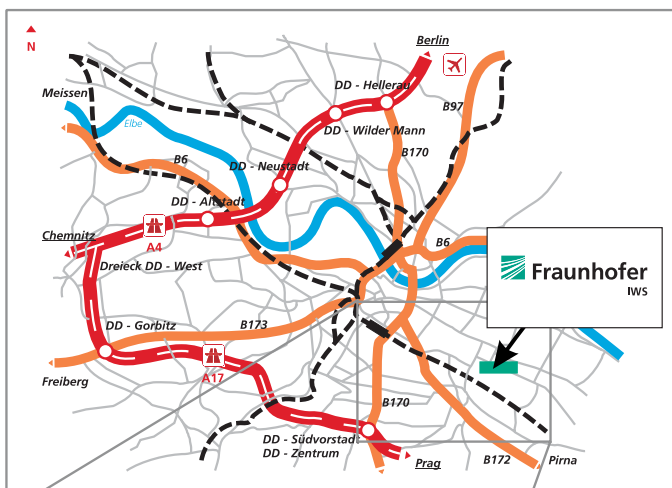 Berlin
N
DD - Hellerau
Meissen
B97
Elbe
DD - Wilder Mann
B170
B6
DD - Neustadt
DD - Altstadt
Chemnitz
A4
B6
Dreieck DD - West
Fraunhofer
IWS
DD - Gorbitz
B173
A17
Freiberg
B170
DD - Südvorstadt
DD - Zentrum
Prag
B172
Pirna